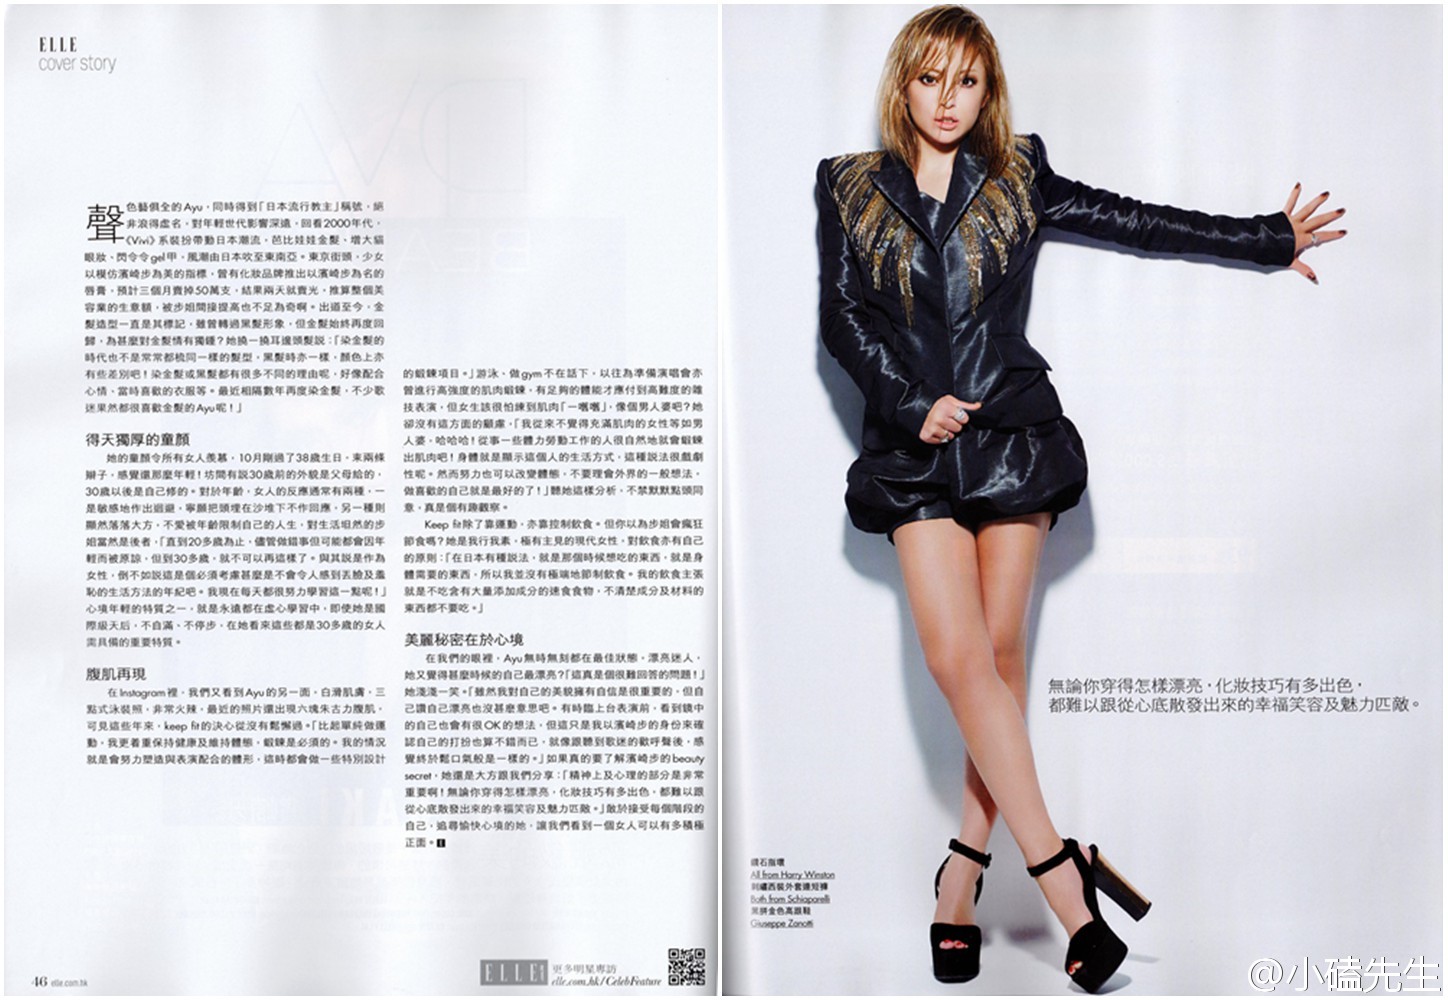 ELLE
cover story
聲色藝俱全的Ayu，同時得到「日本流行教主」稱號，絕
非浪得虛名，對年輕世代影響深遠。回看2000年代，
《Vivi》系裝扮帶動日本潮流，芭比娃娃金髮、增大貓
眼妝、閃令令gel甲，風潮由日本吹至東南亞。東京街頭，少女
以模仿濱崎步為美的指標，曾有化妝品牌推出以濱崎步為名的
唇膏，預計三個月賣掉50萬支，結果兩天就賣光，推算整個美
容業的生意額，被步姐間接提高也不足為奇啊。出道至今，金
髮造型一直是其標記，雖曾轉過黑髮形象，但金髮始終再度回
歸，為甚麼對金髮情有獨鍾？她撓一撓耳邊頭髮説：「染金髮的
時代也不是常常都梳同一樣的髮型，黑髮時亦一樣，顏色上亦
有些差別吧！染金髮或黑髮都有很多不同的理由呢，好像配合
心情、當時喜歡的衣服等。最近相隔數年再度染金髮，不少歌
迷果然都很喜歡金髮的Ayu呢！」
得天獨厚的童顏
她的童顏令所有女人羨慕，10月剛過了38歲生日，束兩條
辮子，感覺還那麼年輕！坊間有説30歲前的外貌是父母給的，
30歲以後是自己修的。對於年齡，女人的反應通常有兩種，一
是敏感地作出迴避，寧願把頭埋在沙堆下不作回應，另一種則
顯然落落大方，不愛被年齡限制自己的人生，對生活坦然的步
姐當然是後者，「直到20多歲為止，儘管做錯事但可能都會因年
輕而被原諒，但到30多歲，就不可以再這樣了。與其説是作為
女性，倒不如説這是個必須考慮甚麼是不會令人感到丟臉及羞
恥的生活方法的年紀吧。我現在每天都很努力學習這一點呢！」
心境年輕的特質之一，就是永遠都在虛心學習中，即使她是國
際級天后，不自滿、不停步，在她看來這些都是30多歲的女人
需具備的重要特質。
腹肌再現
在Instagram裡，我們又看到Ayu的另一面，白滑肌膚，三
點式泳裝照，非常火辣，最近的照片還出現六塊朱古力腹肌，
可見這些年來，keep fit的決心從沒有鬆懈過。「比起單純做運
動，我更着重保持健康及維持體態，鍛鍊是必須的。我的情況
就是會努力塑造與表演配合的體形，這時都會做一些特別設計
的鍛鍊項目。」游泳、做gym不在話下，以往為準備演唱會亦
曾進行高強度的肌肉鍛鍊，有足夠的體能才應付到高難度的雜
技表演，但女生該很怕練到肌肉「一嚿嚿」，像個男人婆吧？她
卻沒有這方面的顧慮，「我從來不覺得充滿肌肉的女性等如男
人婆，哈哈哈！從事一些體力勞動工作的人很自然地就會鍛鍊
出肌肉吧！身體就是顯示這個人的生活方式，這種説法很戲劇
性呢。然而努力也可以改變體態，不要理會外界的一般想法，
做喜歡的自己就是最好的了！」聽她這樣分析，不禁默默點頭同
意，真是個有趣觀察。
Keep fit除了靠運動，亦靠控制飲食。但你以為步姐會瘋狂
節食嗎？她是我行我素，極有主見的現代女性，對飲食亦有自己
的原則：「在日本有種説法，就是那個時候想吃的東西，就是身
體需要的東西，所以我並沒有極端地節制飲食。我的飲食主張
就是不吃含有大量添加成分的速食食物，不清楚成分及材料的
東西都不要吃。」
美麗秘密在於心境
在我們的眼裡，Ayu無時無刻都在最佳狀態，漂亮迷人，
她又覺得甚麼時候的自己最漂亮？「這真是個很難回答的問題！」
她淺淺一笑。「雖然我對自己的美貌擁有自信是很重要的，但自
己讚自己漂亮也沒甚麼意思吧。有時臨上台表演前，看到鏡中
的自己也會有很OK的想法，但這只是我以濱崎步的身份來確
認自己的打扮也算不錯而已，就像跟聽到歌迷的歡呼聲後，感
覺終於鬆口氣般是一樣的。」如果真的要了解濱崎步的beauty
secret，她還是大方跟我們分享：「精神上及心理的部分是非常
重要啊！無論你穿得怎樣漂亮，化妝技巧有多出色，都難以跟
從心底散發出來的幸福笑容及魅力匹敵。」敢於接受每個階段的
自己，追尋愉快心境的她，讓我們看到一個女人可以有多積極
正面。
無論你穿得怎樣漂亮，化妝技巧有多出色，
都難以跟從心底散發出來的幸福笑容及魅力匹敵。
鑽石指環
All from Harry Winston
刺繡西裝外套連短褲
Both from Schiaparelli
黑拼金色高跟鞋
Giuseppe Zanotti
46 elle.com.hk
ELLE 更多明星專訪
elle.com.hk/CelebFeature
@小磕先生